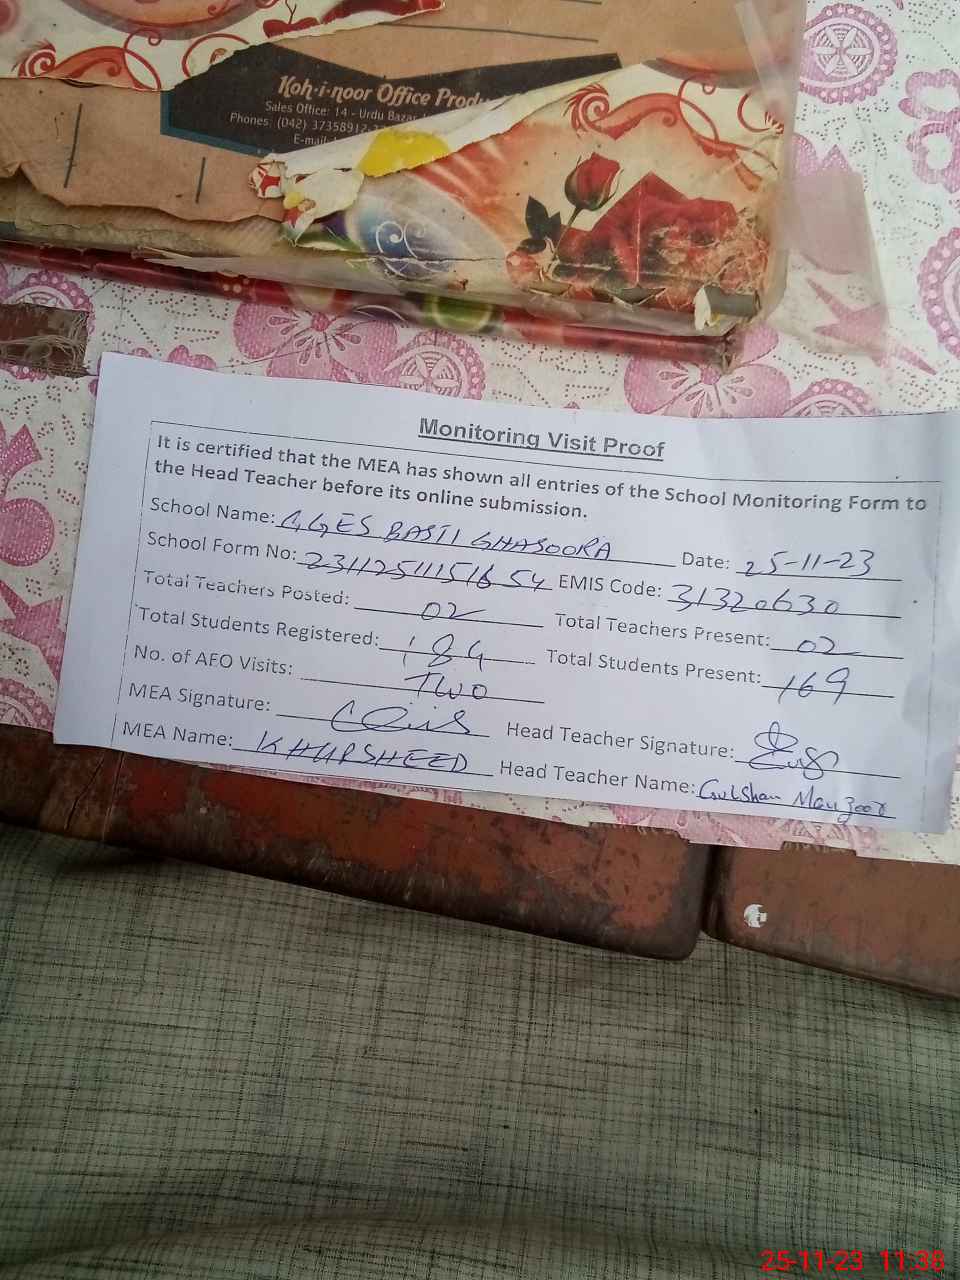 Koh-i-noor Office
Sales Office: 14 - Urdu Bazar
Phones: (042) 37358912
E-mail
Monitoring Visit Proof
It is certified that the MEA has shown all entries of the School Monitoring Form to
the Head Teacher before its online submission.
School Name: GGES BASTI GHASOORA Date: 25-11-23
School Form No: 231125111516 54 EMIS Code: 31320630
Total Teachers Posted: 02 Total Teachers Present: 02
Total Students Registered: 184 Total Students Present: 169
No. of AFO Visits: TWO
MEA Signature: Head Teacher Signature:
MEA Name: KHURSHEED Head Teacher Name: Gulshan Manzoor
25-11-23 11:38